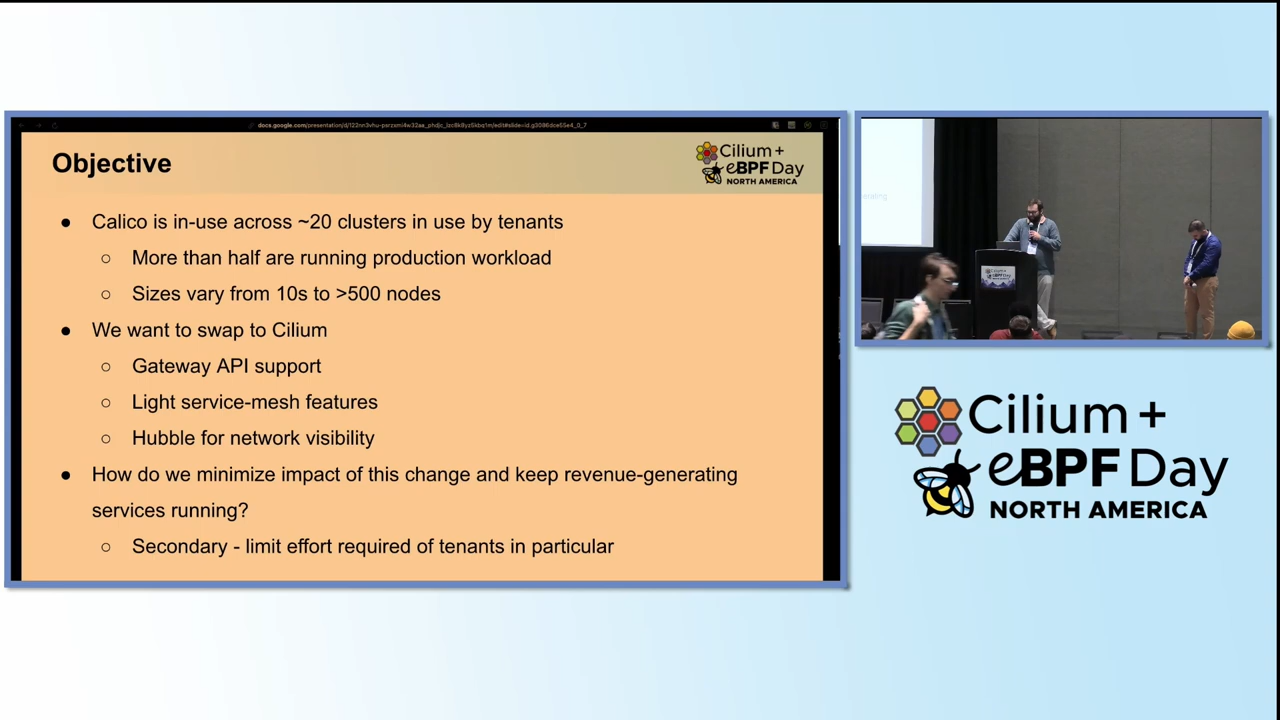 Objective
Cilium +
eBPF Day
NORTH AMERICA
● Calico is in-use across ~20 clusters in use by tenants
○ More than half are running production workload
○ Sizes vary from 10s to >500 nodes
● We want to swap to Cilium
○ Gateway API support
○ Light service-mesh features
○ Hubble for network visibility
● How do we minimize impact of this change and keep revenue-generating
services running?
○ Secondary - limit effort required of tenants in particular
Cilium +
eBPF Day
Cilium +
eBPF Day
NORTH AMERICA